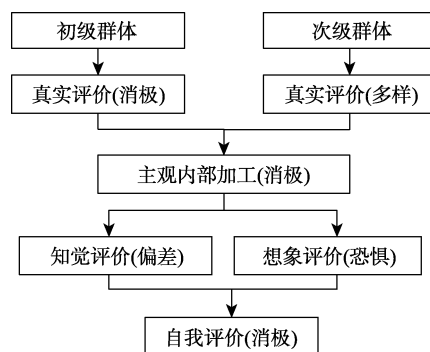 初级群体
次级群体
真实评价(消极)
真实评价(多样)
主观内部加工(消极)
知觉评价(偏差)
想象评价(恐惧)
自我评价(消极)